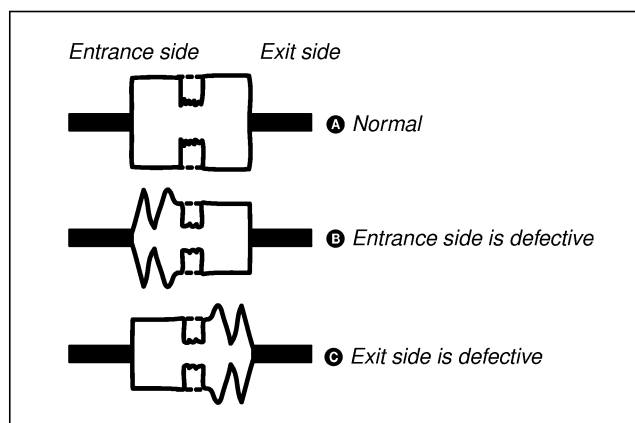 Entrance side Exit side
A Normal
B Entrance side is defective
C Exit side is defective